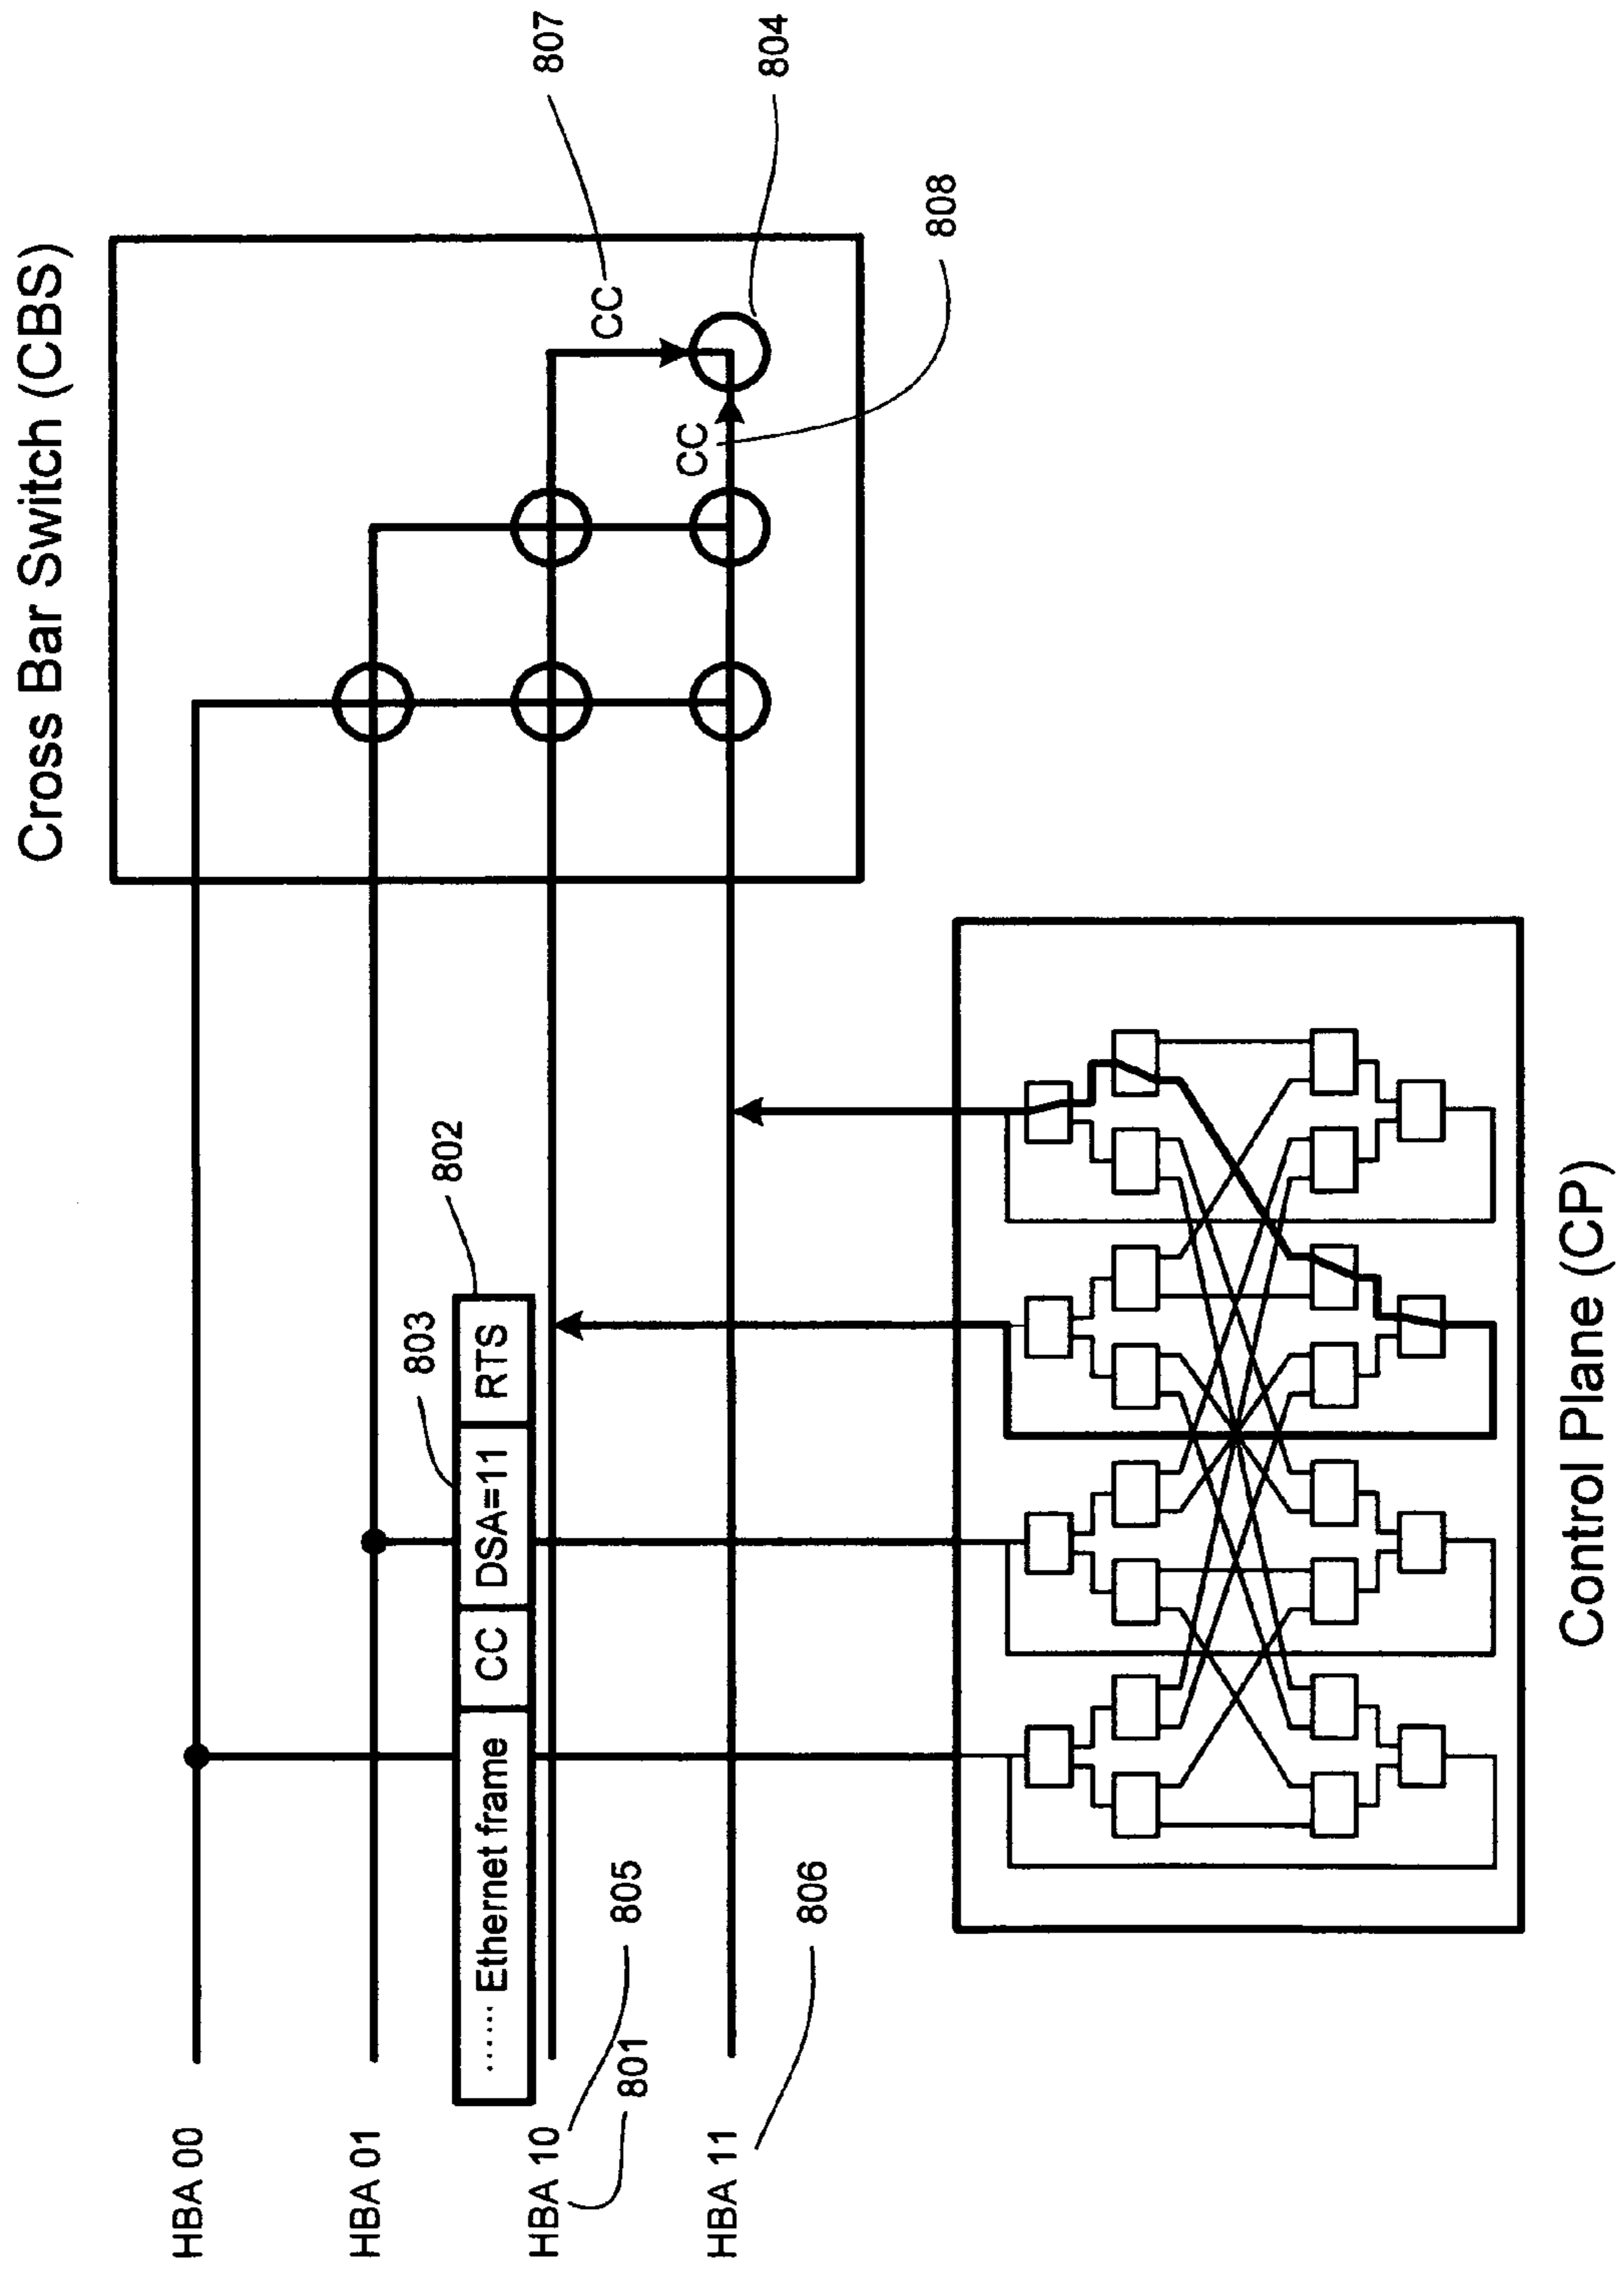 Cross Bar Switch (CBS)
807
804
808
CC
CC
802
803
HBA 00
HBA 01
...... Ethernet frame CC DSA=11 RTS
HBA 10
HBA 11
805
801
806
Control Plane (CP)